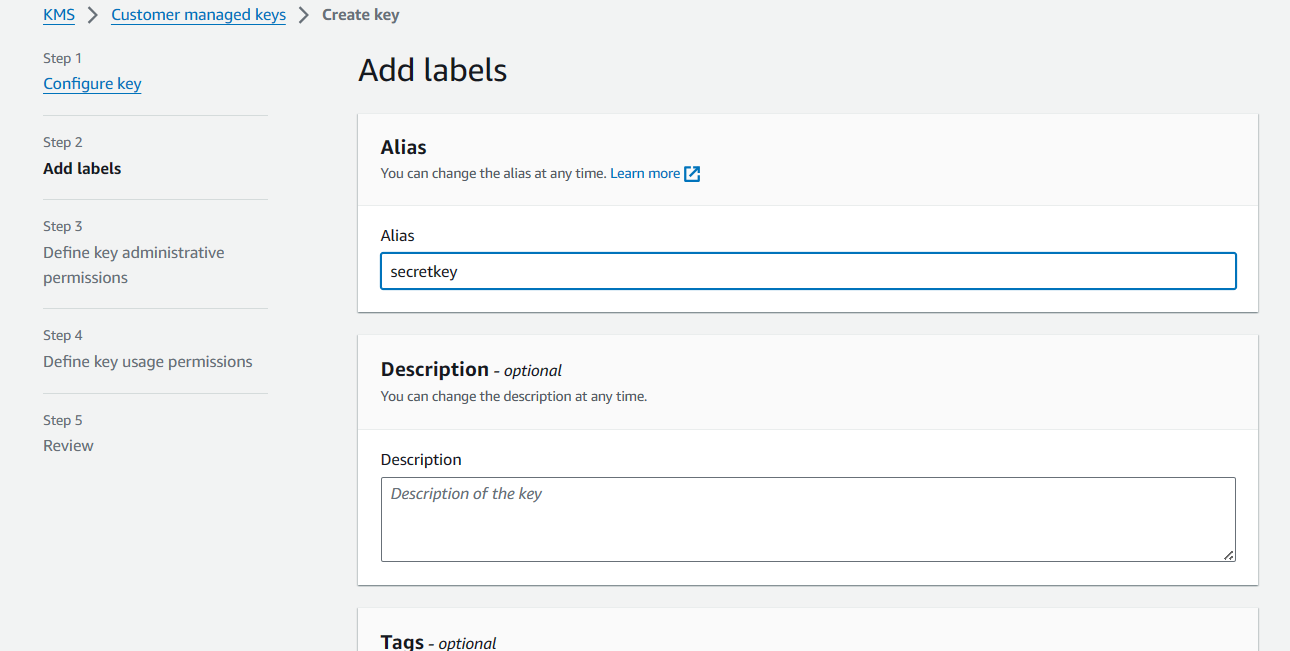 KMS > Customer managed keys > Create key
Step 1
Configure key
Step 2
Add labels
Step 3
Define key administrative
permissions
Step 4
Define key usage permissions
Step 5
Review
Add labels
Alias
You can change the alias at any time. Learn more
Alias
secretkey
Description - optional
You can change the description at any time.
Description
Description of the key
Tags - optional